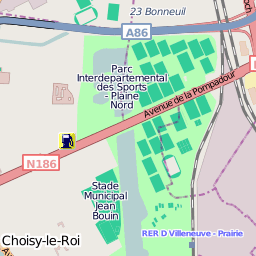 23 Bonneuil
A86
Parc
Interdepartemental
des Sports
- Plaine
Nord
Avenue de la Pompadour
N186
Stade
Municipal
Jean
Bouin
Choisy-le-Roi
RER D Villeneuve - Prairie